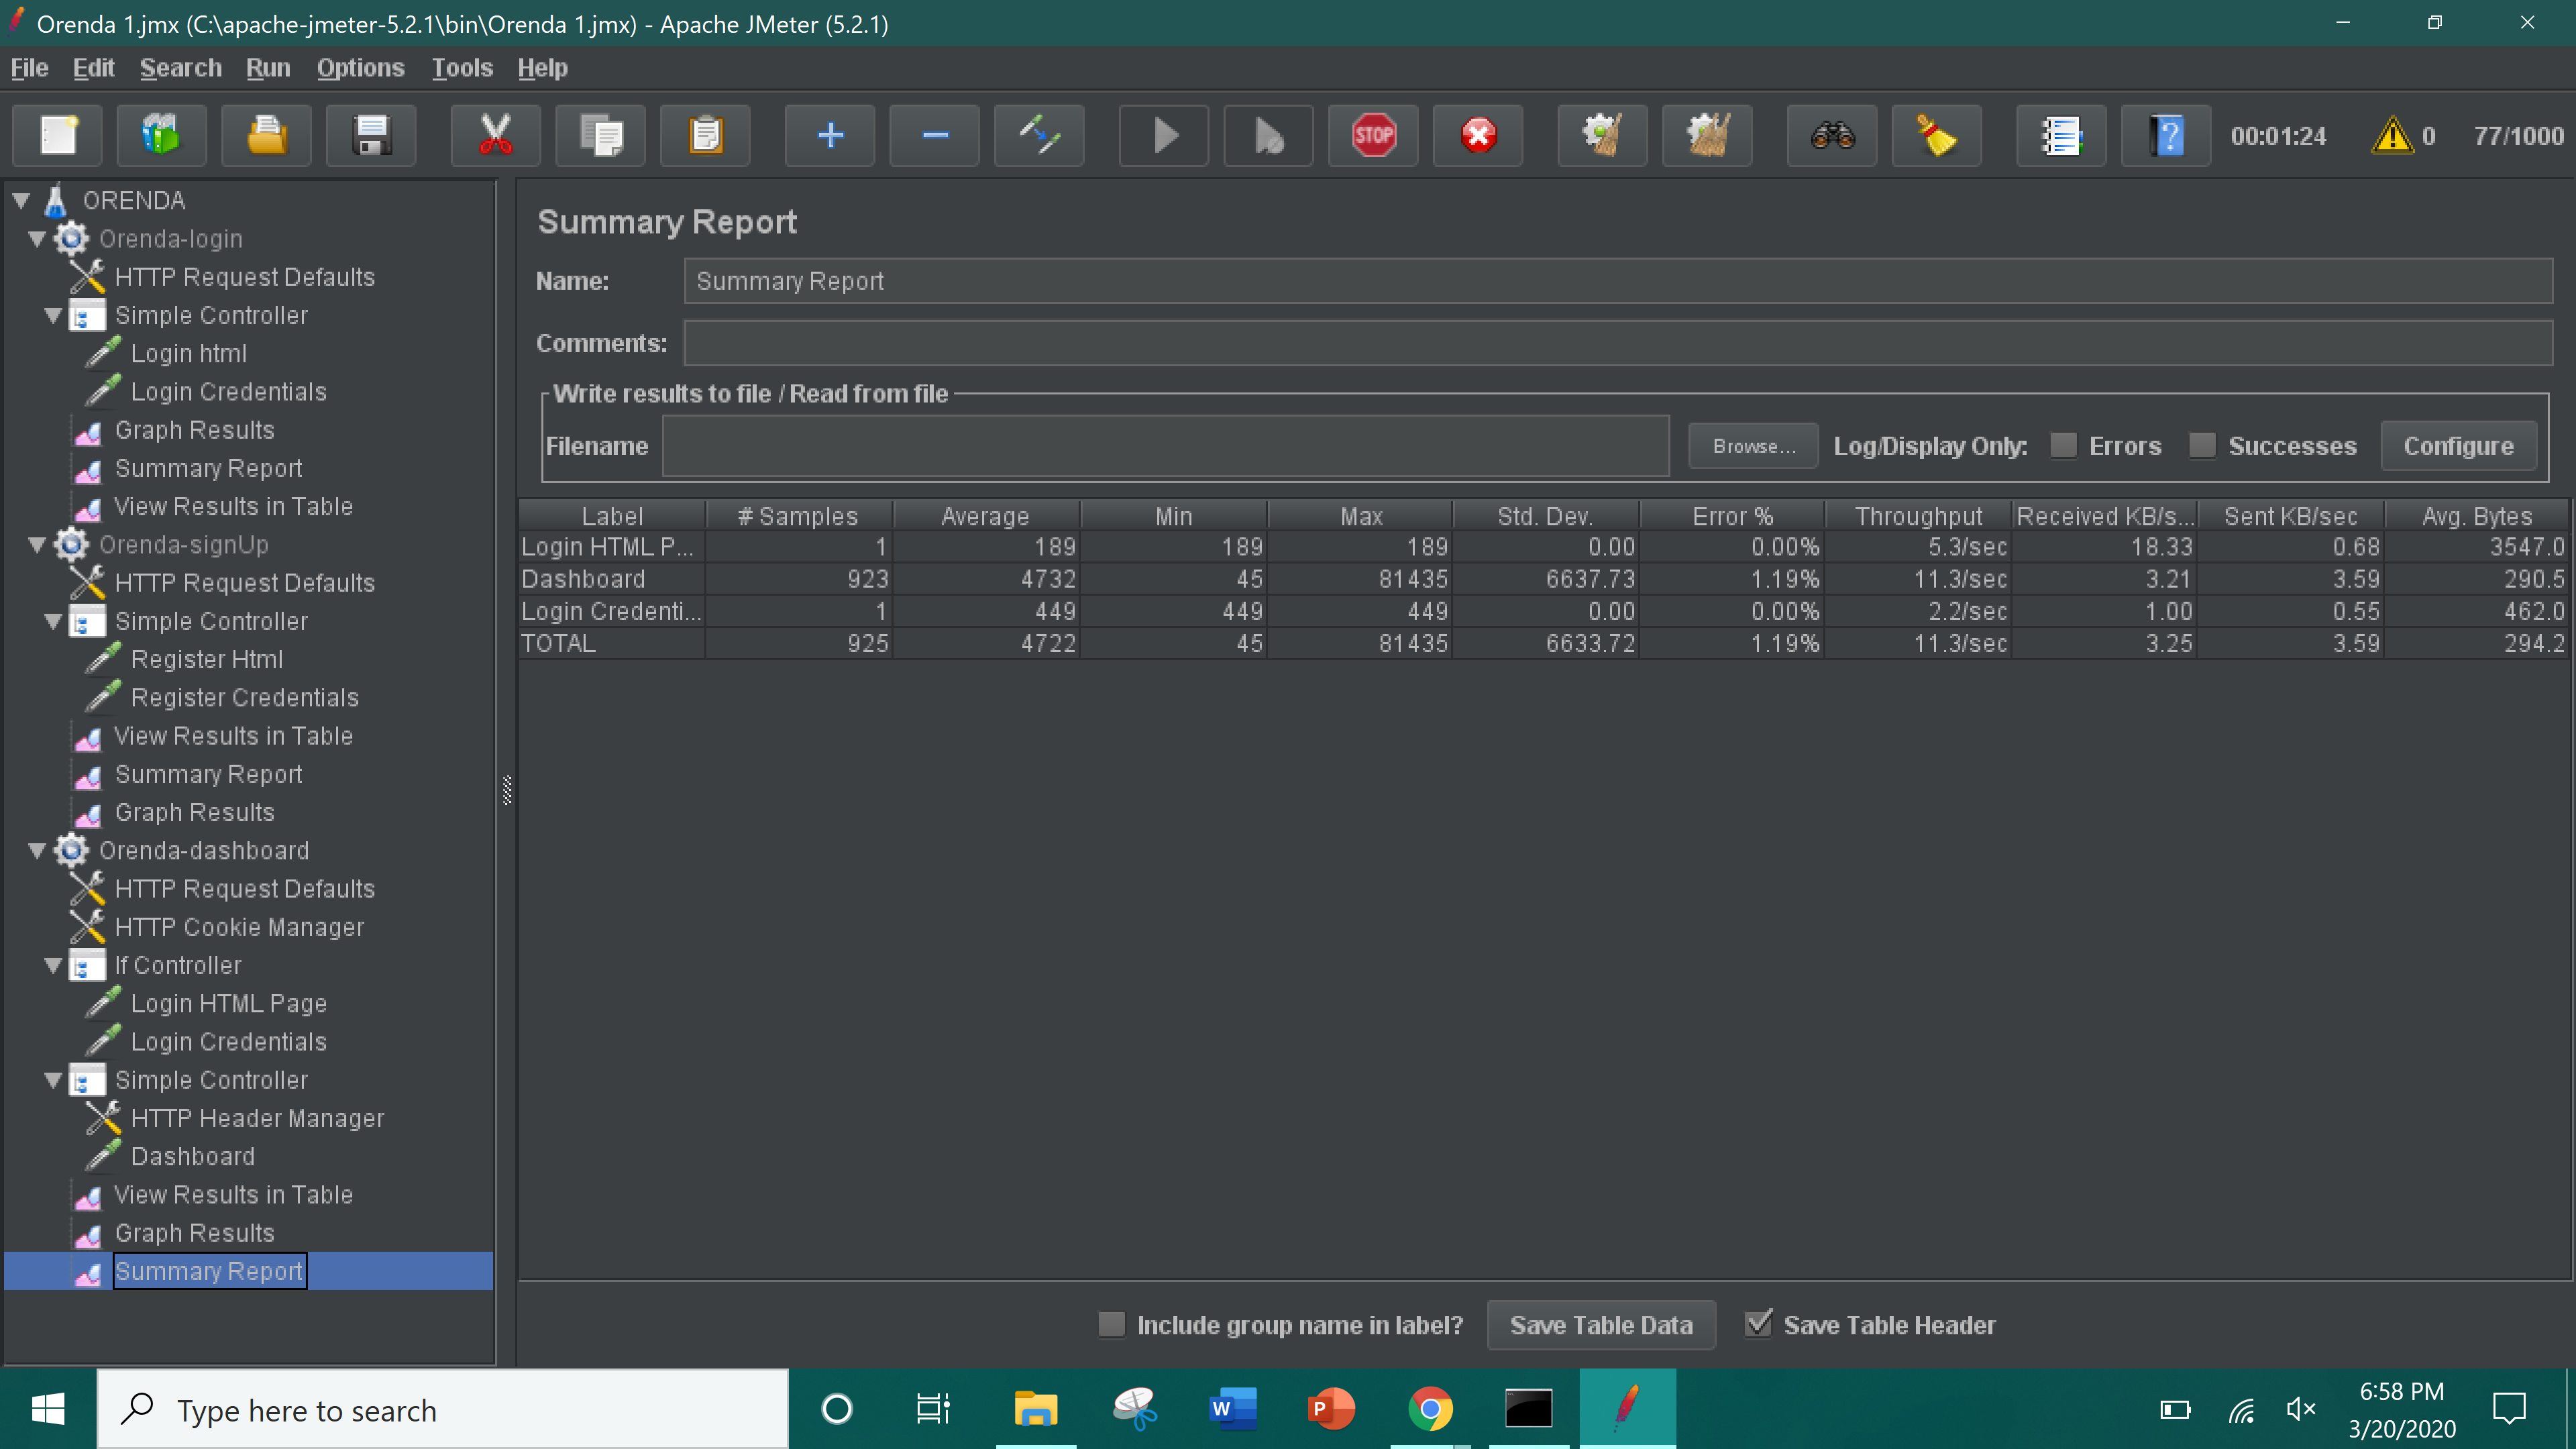 Orenda 1.jmx (C:\apache-jmeter-5.2.1\bin\Orenda 1.jmx) - Apache JMeter (5.2.1)
File Edit Search Run Options Tools Help
STOP 00:01:24 0 77/1000
ORENDA
Orenda-login
HTTP Request Defaults
Simple Controller
Login html
Login Credentials
Graph Results
Summary Report
View Results in Table
Orenda-signUp
HTTP Request Defaults
Simple Controller
Register Html
Register Credentials
View Results in Table
Summary Report
Graph Results
Orenda-dashboard
HTTP Request Defaults
HTTP Cookie Manager
If Controller
Login HTML Page
Login Credentials
Simple Controller
HTTP Header Manager
Dashboard
View Results in Table
Graph Results
Summary Report
Summary Report
Name: Summary Report
Comments:
Write results to file / Read from file
Filename Browse... Log/Display Only: Errors Successes Configure
Label # Samples Average Min Max Std. Dev. Error % Throughput Received KB/s... Sent KB/sec Avg. Bytes
Login HTML P... 1 189 189 189 0.00 0.00% 5.3/sec 18.33 0.68 3547.0
Dashboard 923 4732 45 81435 6637.73 1.19% 11.3/sec 3.21 3.59 290.5
Login Credenti... 1 449 449 449 0.00 0.00% 2.2/sec 1.00 0.55 462.0
TOTAL 925 4722 45 81435 6633.72 1.19% 11.3/sec 3.25 3.59 294.2
Include group name in label? Save Table Data Save Table Header
Type here to search
W
P
6:58 PM
3/20/2020